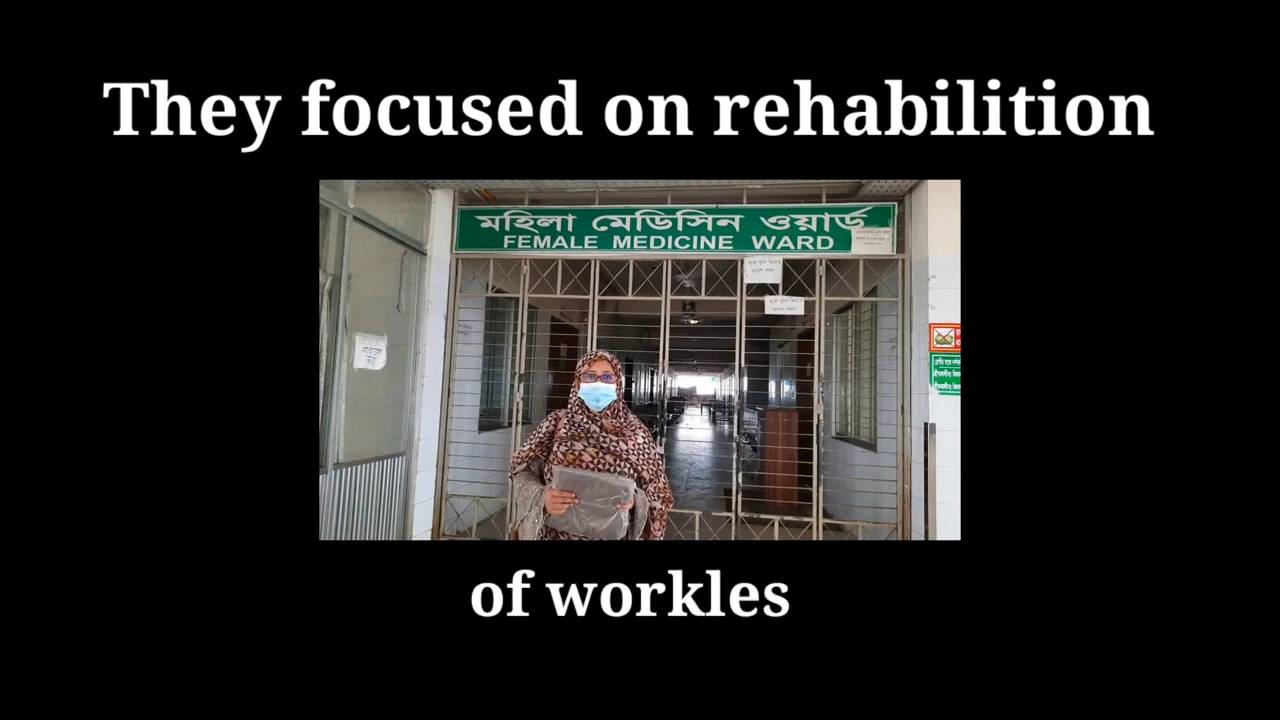 They focused on rehabilition
মহিলা মেডিসিন ওয়ার্ড
FEMALE MEDICINE WARD
of workles